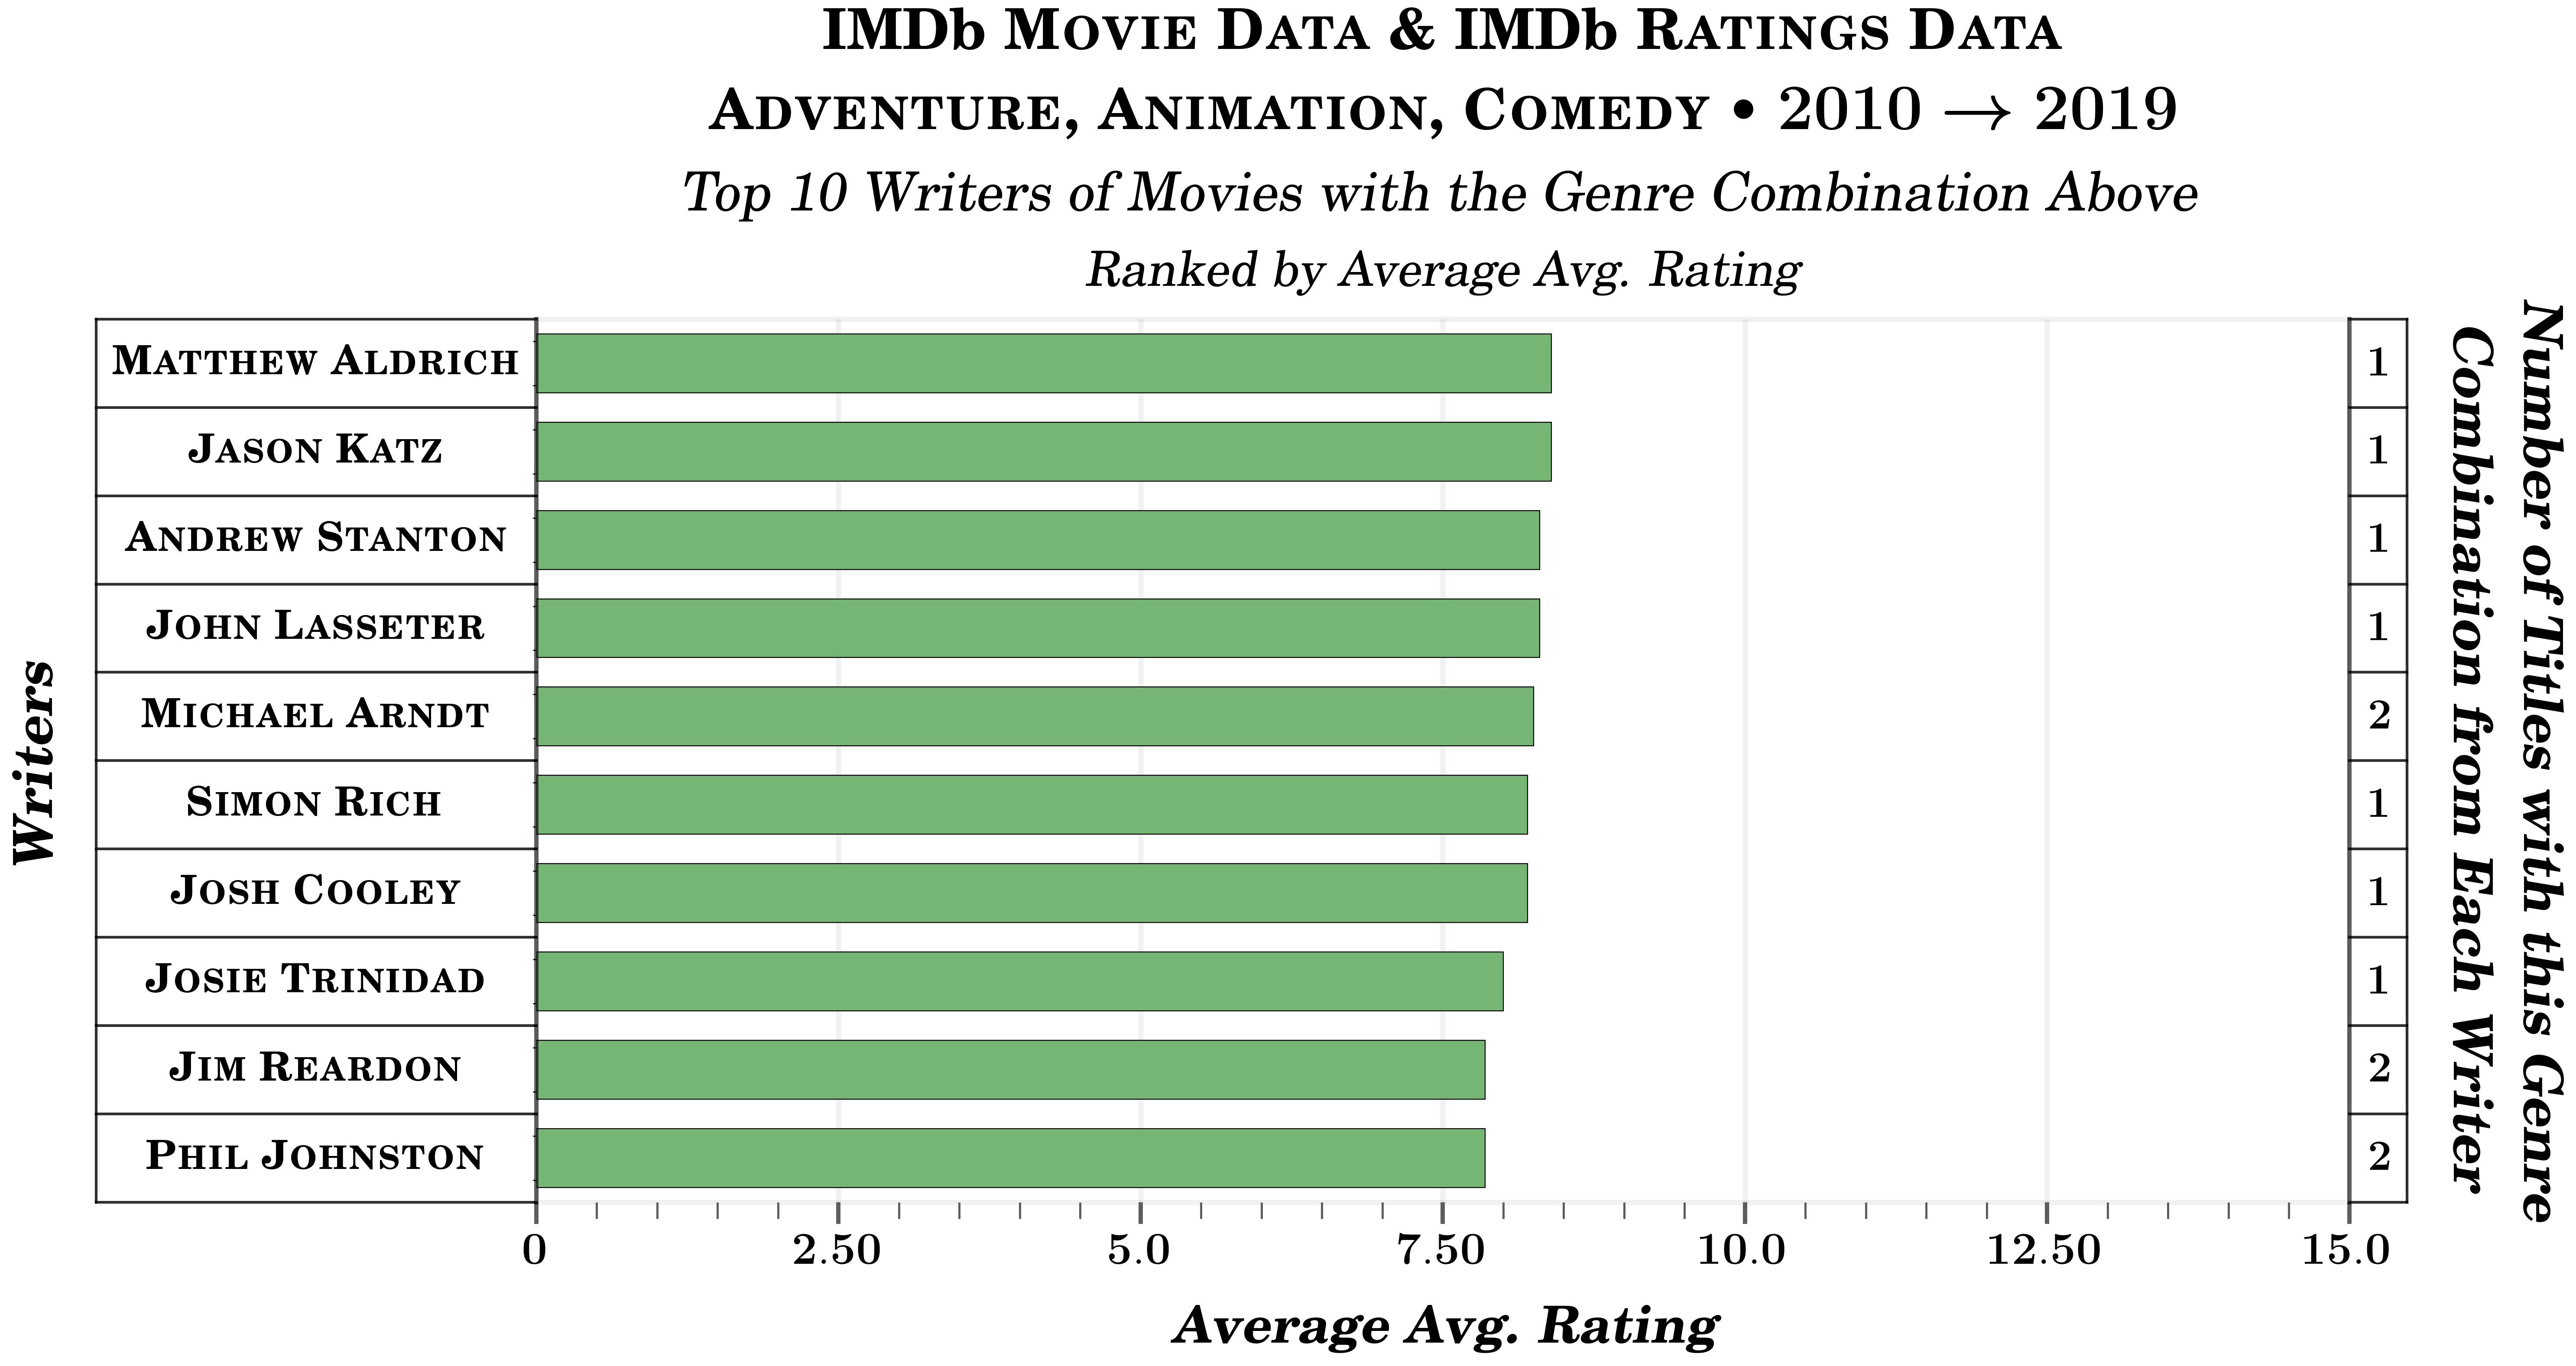 IMDb Movie Data & IMDb Ratings Data
Adventure, Animation, Comedy • 2010 → 2019
Top 10 Writers of Movies with the Genre Combination Above
Ranked by Average Avg. Rating
Writers
Matthew Aldrich 1
Jason Katz 1
Andrew Stanton 1
John Lasseter 1
Michael Arndt 2
Simon Rich 1
Josh Cooley 1
Josie Trinidad 1
Jim Reardon 2
Phil Johnston 2
0 2.50 5.0 7.50 10.0 12.50 15.0
Average Avg. Rating
Number of Titles with this Genre
Combination from Each Writer